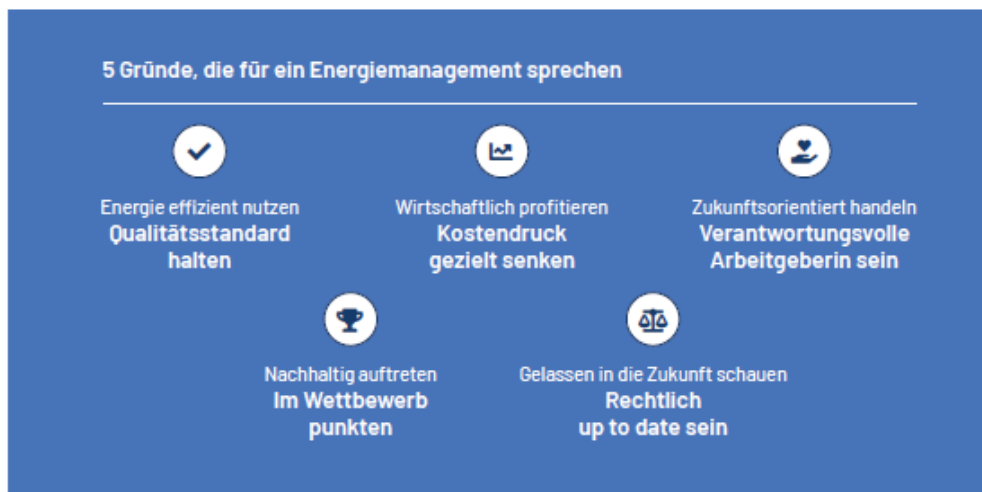 5 Gründe, die für ein Energiemanagement sprechen
Energie effizient nutzen
Qualitätsstandard
halten
Wirtschaftlich profitieren
Kostendruck
gezielt senken
Zukunftsorientiert handeln
Verantwortungsvolle
Arbeitgeberin sein
Nachhaltig auftreten
Im Wettbewerb
punkten
Gelassen in die Zukunft schauen
Rechtlich
up to date sein